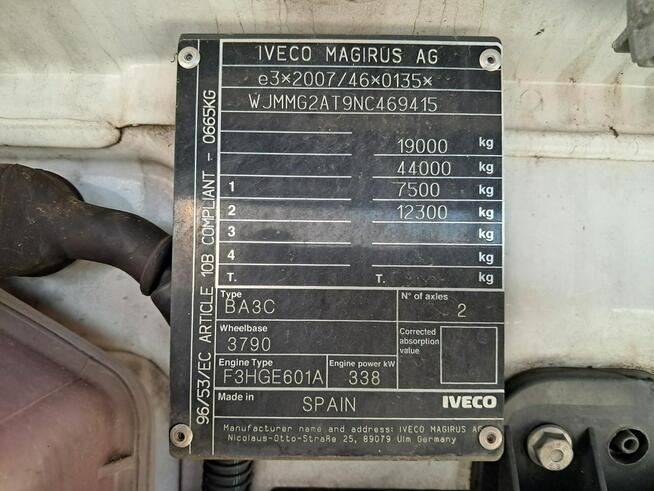 IVECO MAGIRUS AG
e3×2007/46×0135×
WJMMG2AT9NC469415
19000 kg
44000 kg
1 7500 kg
2 12300 kg
3 kg
4 kg
T. T. kg
Type
BA3C
N° of axles
2
Wheelbase
3790
Corrected absorption value
Engine Type
F3HGE601A
Engine power kW
338
Made in
SPAIN
IVECO
Manufacturer name and address: IVECO MAGIRUS AG
Nicolaus-Otto-Straße 25, 89079 Ulm Germany
96/53/EC ARTICLE 10B COMPLIANT - 0665KG